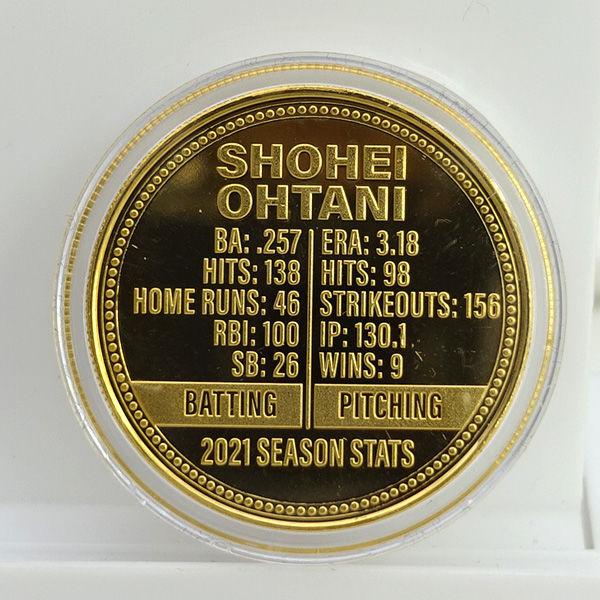 SHOHEI
OHTANI
BA: .257
HITS: 138
HOME RUNS: 46
RBI: 100
SB: 26
BATTING
ERA: 3.18
HITS: 98
STRIKEOUTS: 156
IP: 130.1
WINS: 9
PITCHING
2021 SEASON STATS